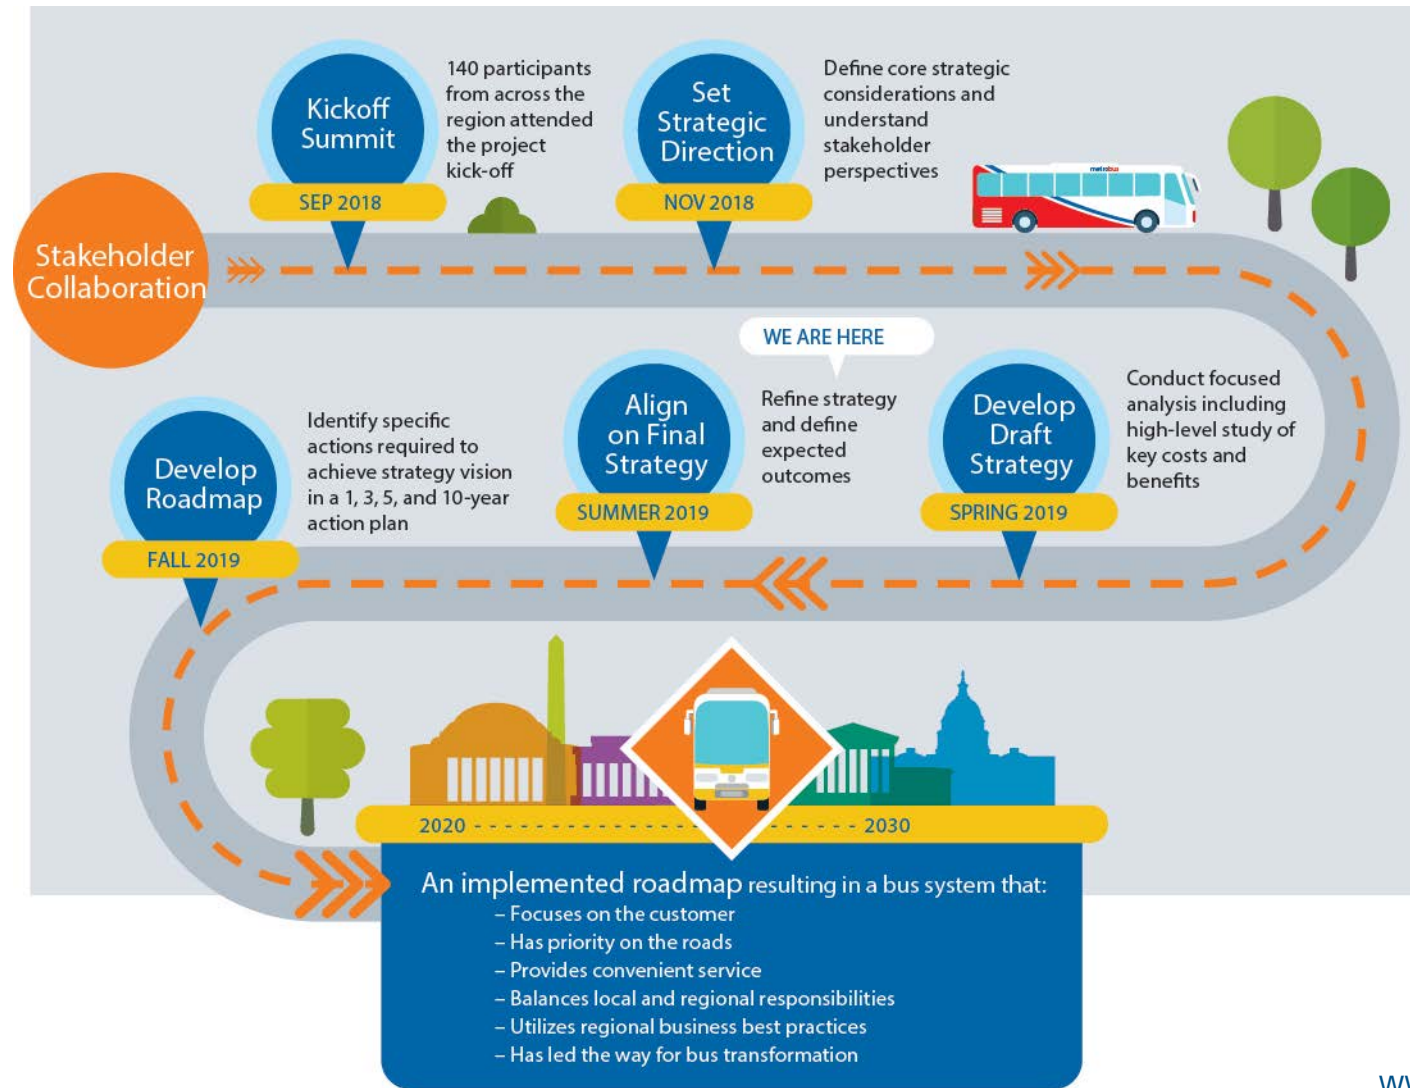 Kickoff
Summit
SEP 2018
140 participants
from across the
region attended
the project
kick-off
Set
Strategic
Direction
NOV 2018
Define core strategic
considerations and
understand
stakeholder
perspectives
metrobus
Stakeholder
Collaboration
WE ARE HERE
Develop
Draft
Strategy
SPRING 2019
Conduct focused
analysis including
high-level study of
key costs and
benefits
Align
on Final
Strategy
SUMMER 2019
Refine strategy
and define
expected
outcomes
Develop
Roadmap
FALL 2019
Identify specific
actions required to
achieve strategy vision
in a 1, 3, 5, and 10-year
action plan
2020 - - - - - - - - - - - - - - - - - - - - 2030
An implemented roadmap resulting in a bus system that:
– Focuses on the customer
– Has priority on the roads
– Provides convenient service
– Balances local and regional responsibilities
– Utilizes regional business best practices
– Has led the way for bus transformation